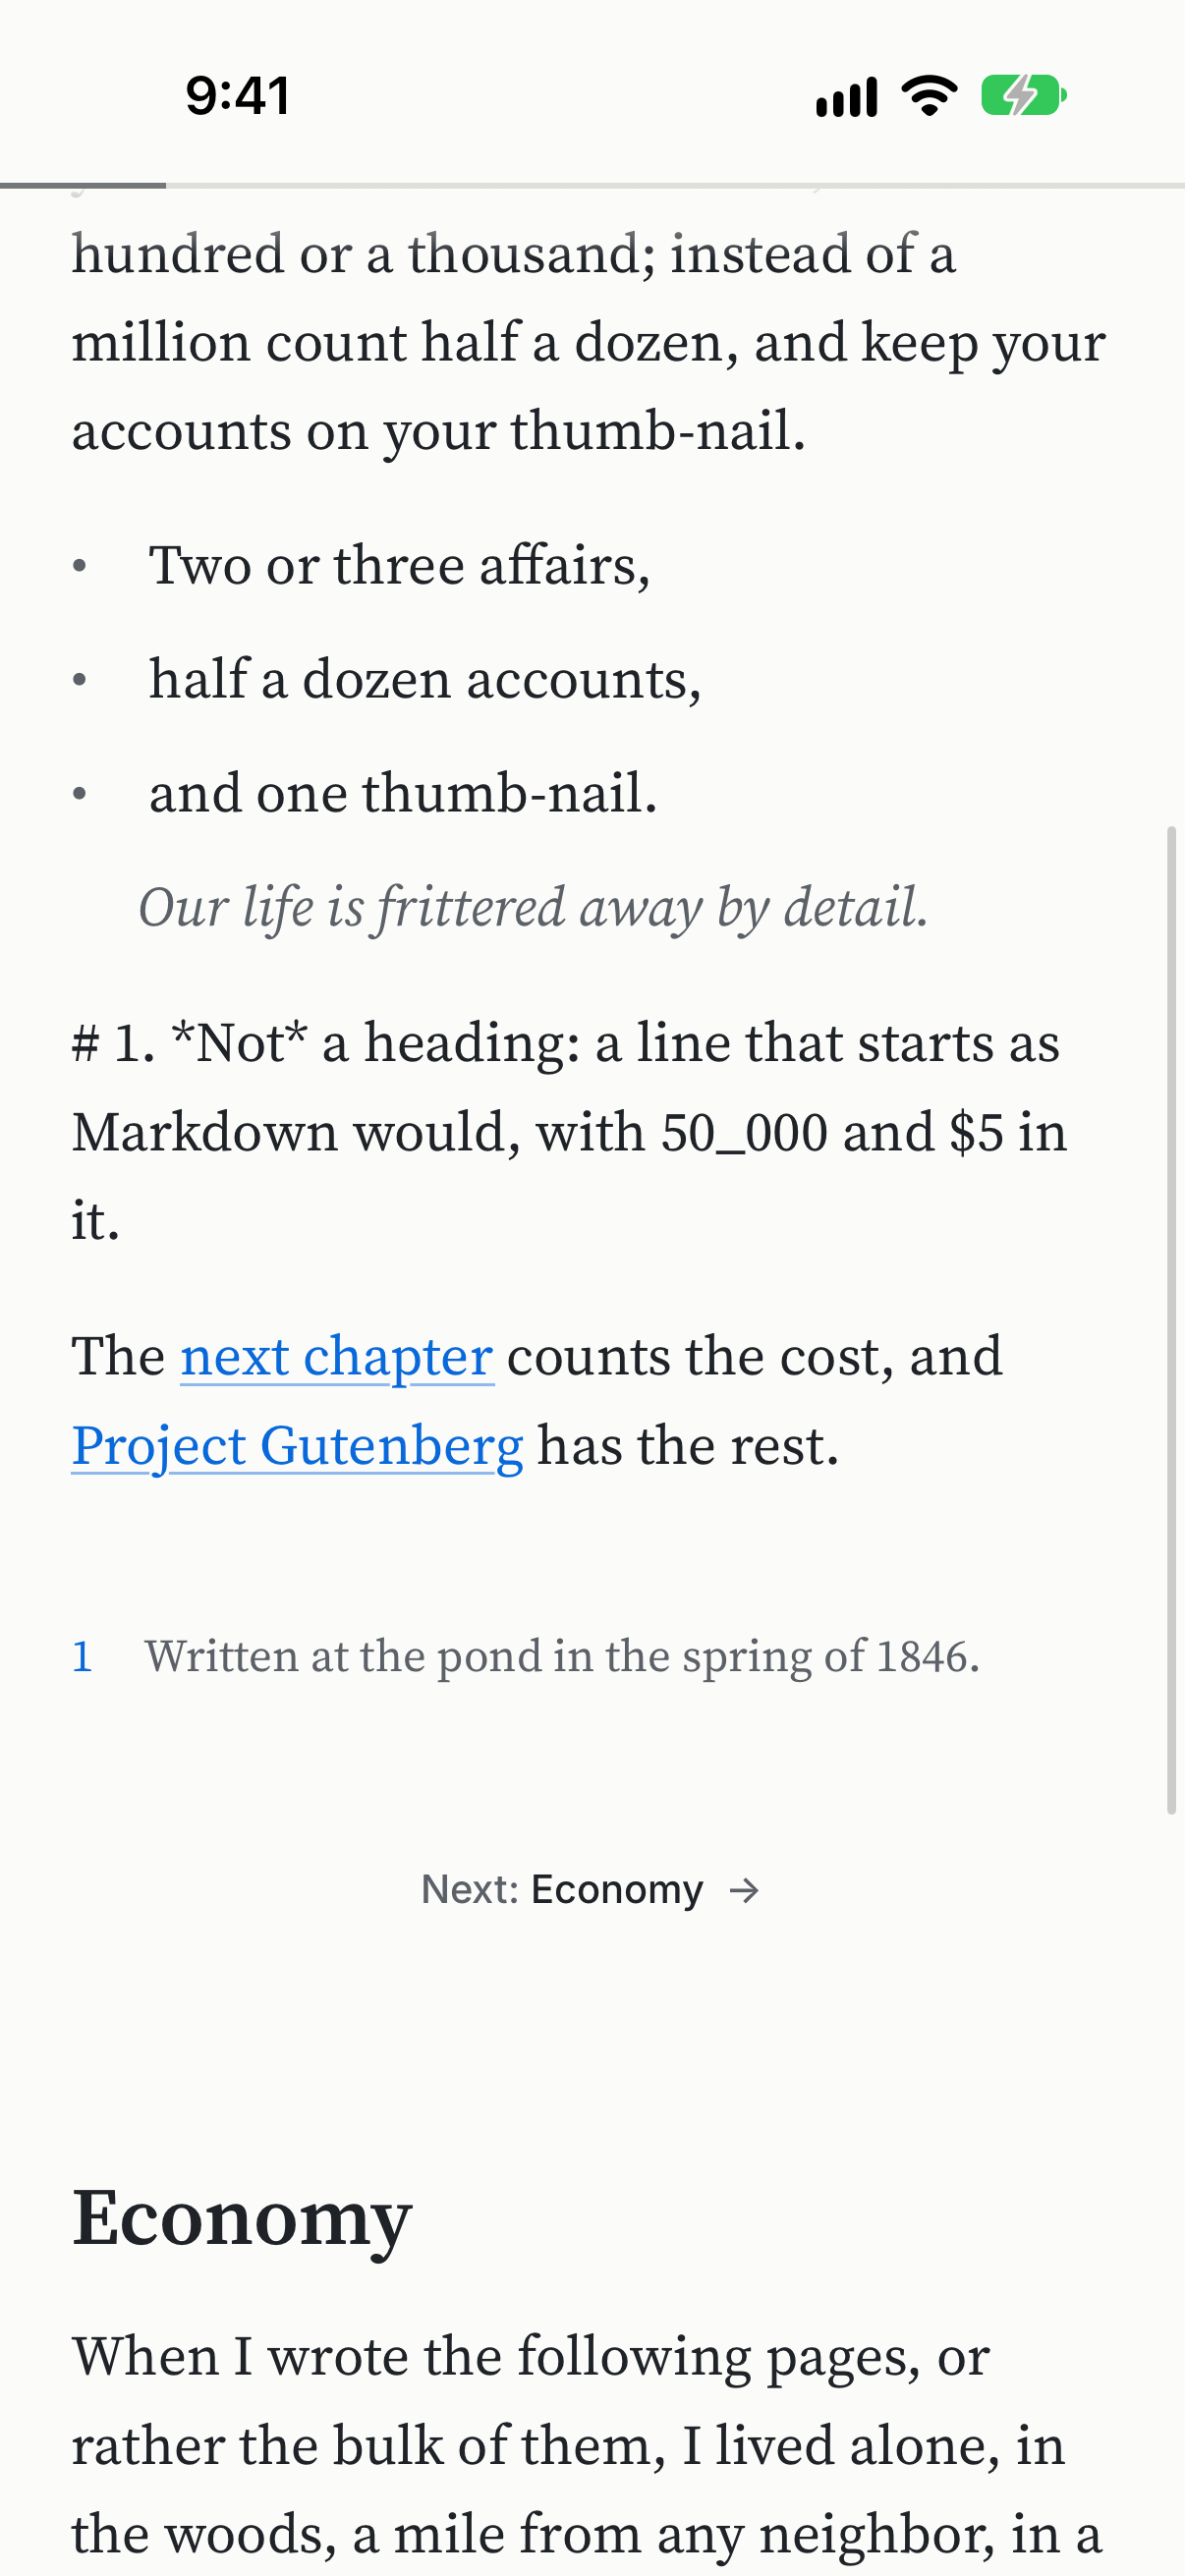 9:41
hundred or a thousand; instead of a
million count half a dozen, and keep your
accounts on your thumb-nail.
• Two or three affairs,
• half a dozen accounts,
• and one thumb-nail.
Our life is frittered away by detail.
# 1. *Not* a heading: a line that starts as
Markdown would, with 50_000 and $5 in
it.
The next chapter counts the cost, and
Project Gutenberg has the rest.
1 Written at the pond in the spring of 1846.
Next: Economy →
Economy
When I wrote the following pages, or
rather the bulk of them, I lived alone, in
the woods, a mile from any neighbor, in a